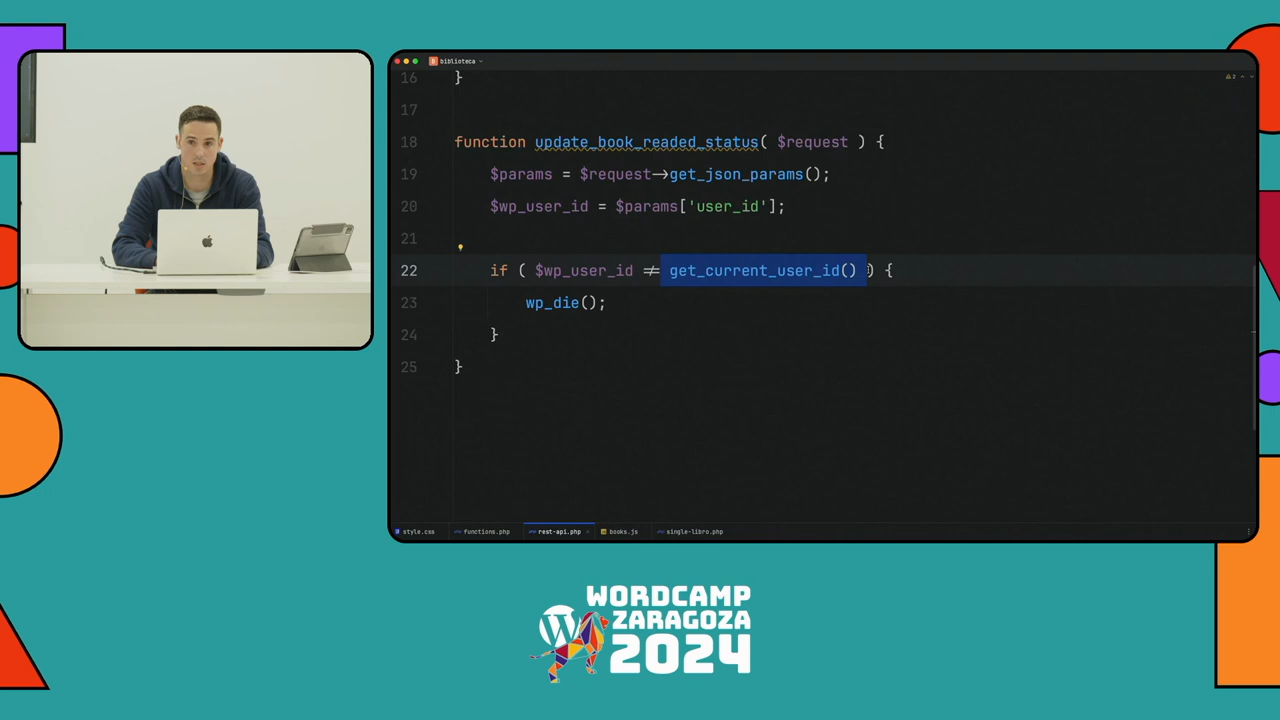 biblioteca
2
16 }
17
18 function update_book_readed_status( $request ) {
19 $params = $request->get_json_params();
20 $wp_user_id = $params['user_id'];
21
22 if ( $wp_user_id != get_current_user_id() ) {
23 wp_die();
24 }
25 }
style.css functions.php rest-api.php books.js single-libro.php
WORDCAMP
ZARAGOZA
2024